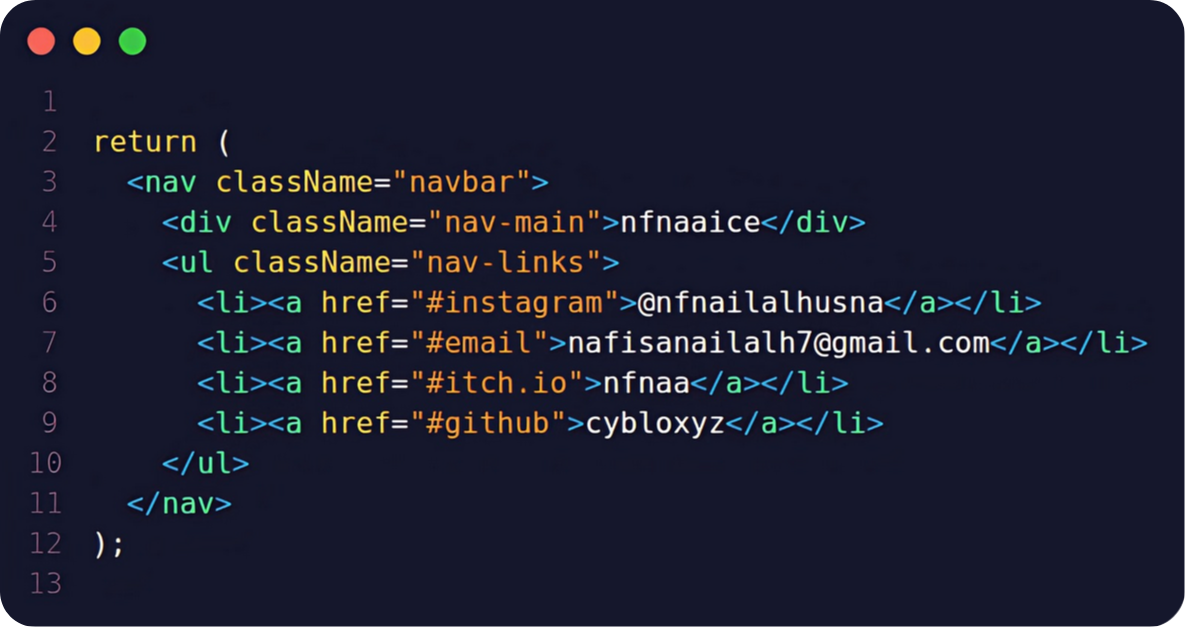 1
2 return (
3 <nav className="navbar">
4 <div className="nav-main">nfnaaice</div>
5 <ul className="nav-links">
6 <li><a href="#instagram">@nfnailalhusna</a></li>
7 <li><a href="#email">nafisanailalh7@gmail.com</a></li>
8 <li><a href="#itch.io">nfnaa</a></li>
9 <li><a href="#github">cybloxyz</a></li>
10 </ul>
11 </nav>
12 );
13